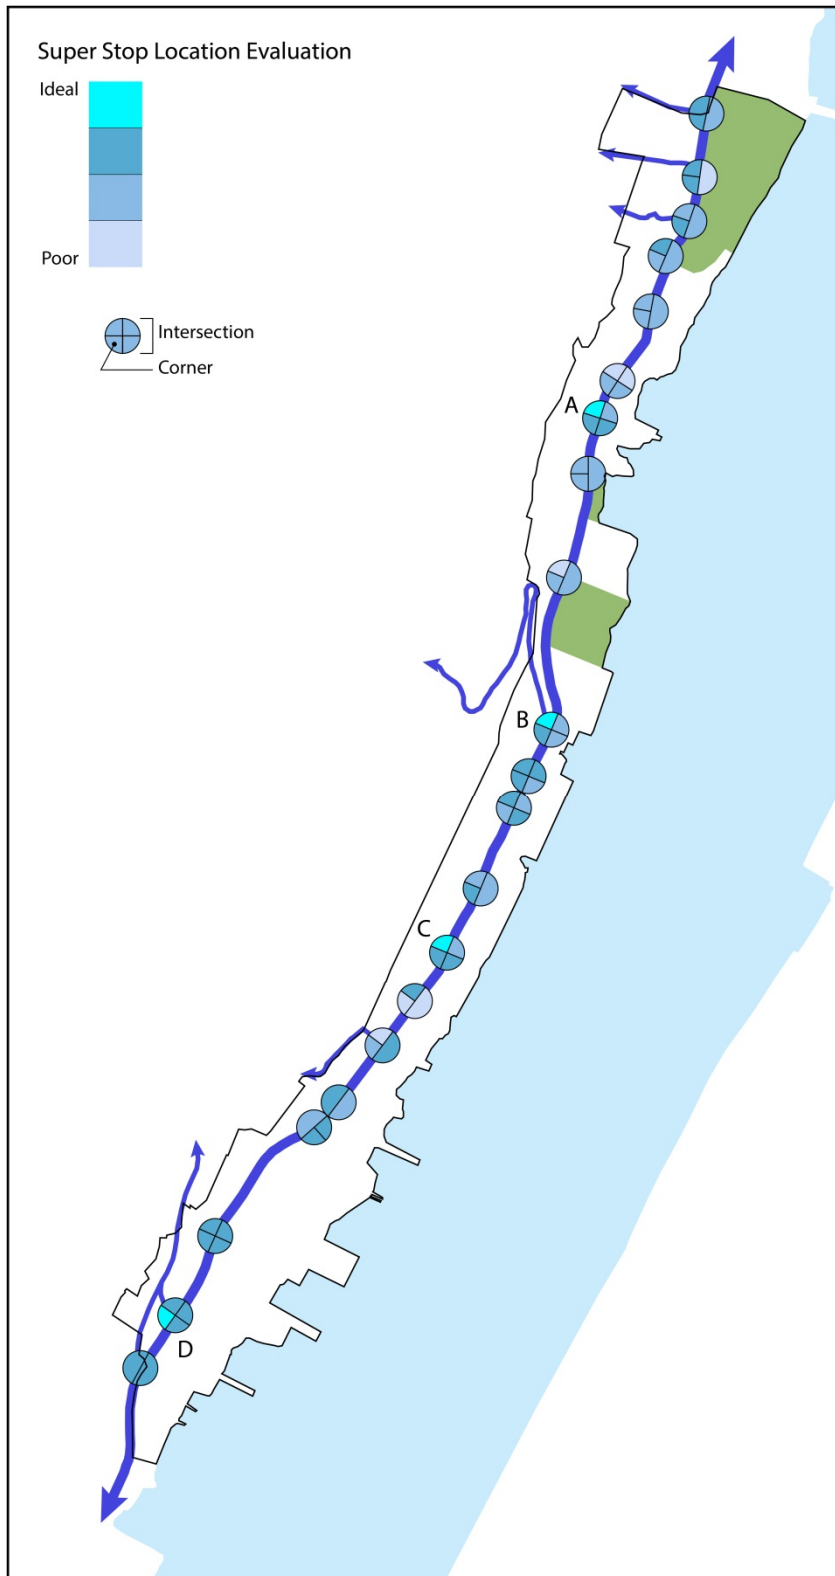 Super Stop Location Evaluation
Ideal
Poor
Intersection
Corner
A
B
C
D